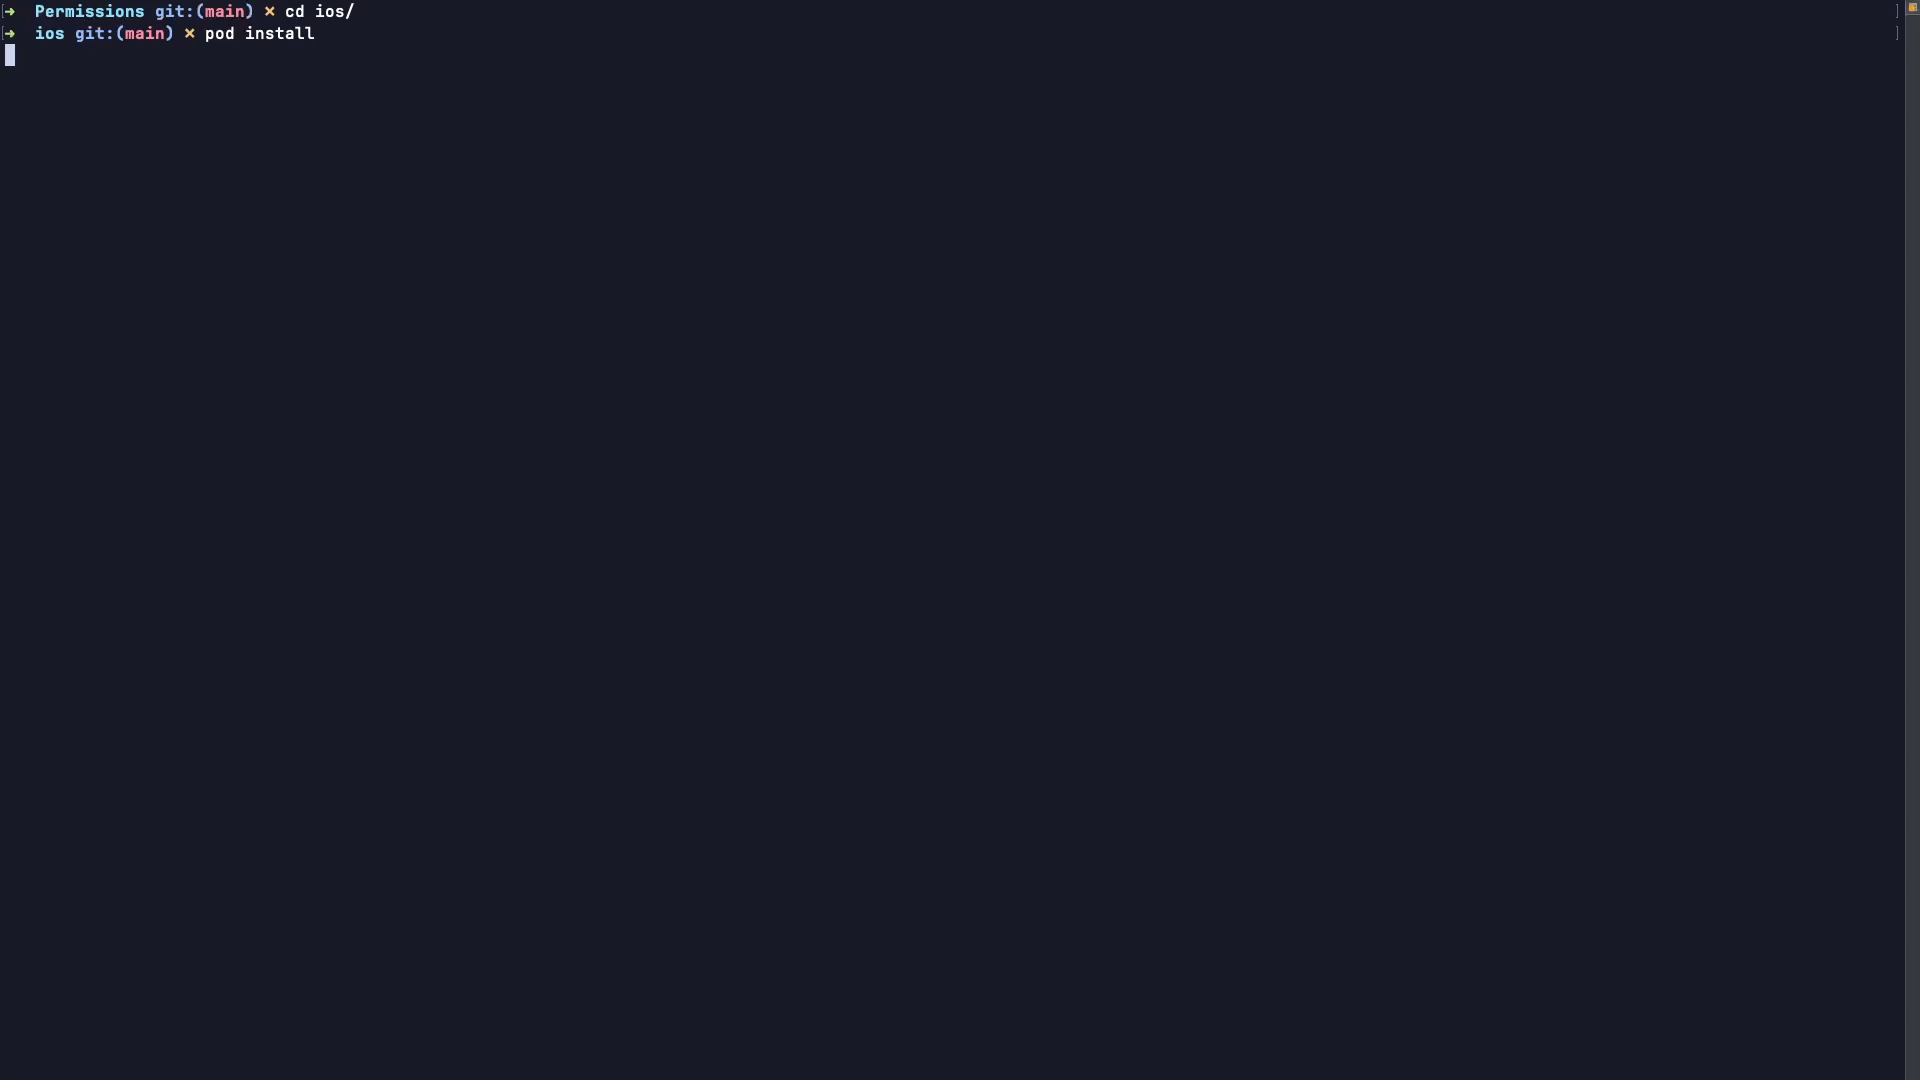 ➜ Permissions git:(main) ✗ cd ios/
➜ ios git:(main) ✗ pod install